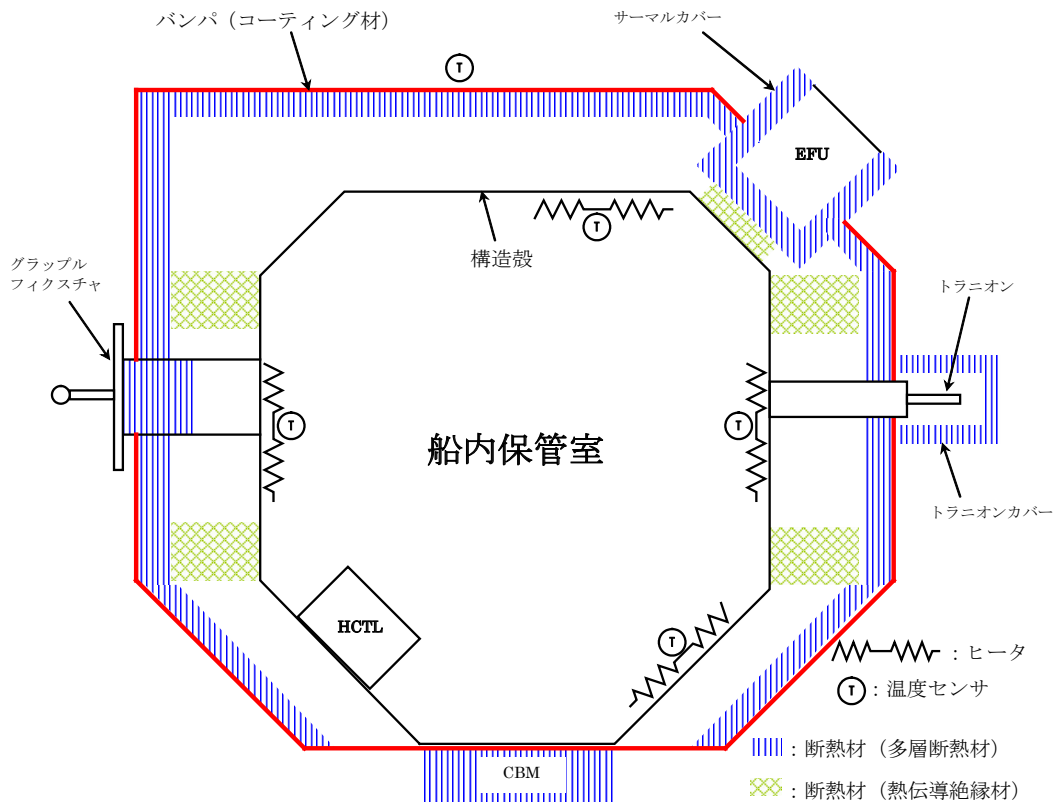 バンパ（コーティング材）
サーマルカバー
T
EFU
T
構造殻
グラップル
フィクスチャ
トラニオン
T
T
船内保管室
トラニオンカバー
HCTL
T
：ヒータ
T
：温度センサ
CBM
：断熱材（多層断熱材）
：断熱材（熱伝導絶縁材）